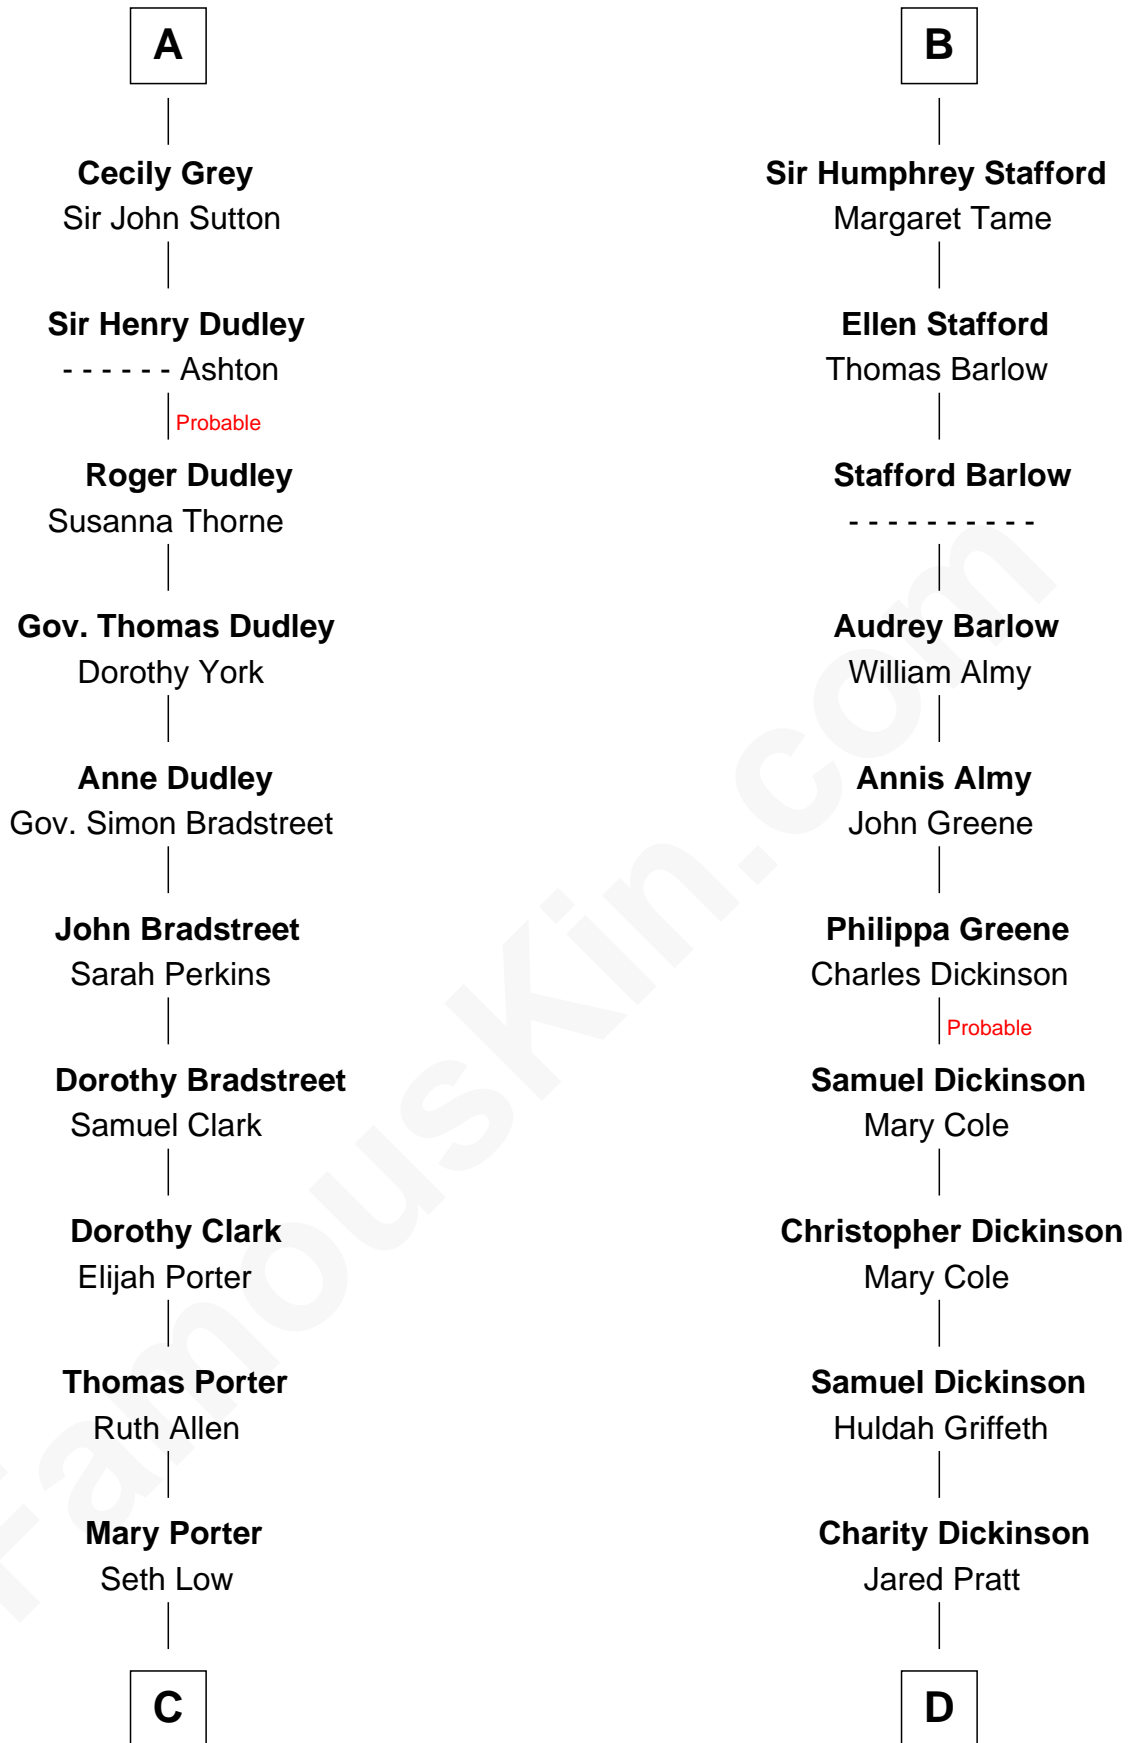 A
Cecily Grey
Sir John Sutton
Sir Henry Dudley
- - - - - - Ashton
Probable
Roger Dudley
Susanna Thorne
Gov. Thomas Dudley
Dorothy York
Anne Dudley
Gov. Simon Bradstreet
John Bradstreet
Sarah Perkins
Dorothy Bradstreet
Samuel Clark
Dorothy Clark
Elijah Porter
Thomas Porter
Ruth Allen
Mary Porter
Seth Low
C
B
Sir Humphrey Stafford
Margaret Tame
Ellen Stafford
Thomas Barlow
Stafford Barlow
- - - - - - - - - -
Audrey Barlow
William Almy
Annis Almy
John Greene
Philippa Greene
Charles Dickinson
Probable
Samuel Dickinson
Mary Cole
Christopher Dickinson
Mary Cole
Samuel Dickinson
Huldah Griffeth
Charity Dickinson
Jared Pratt
D
FamousKin.com